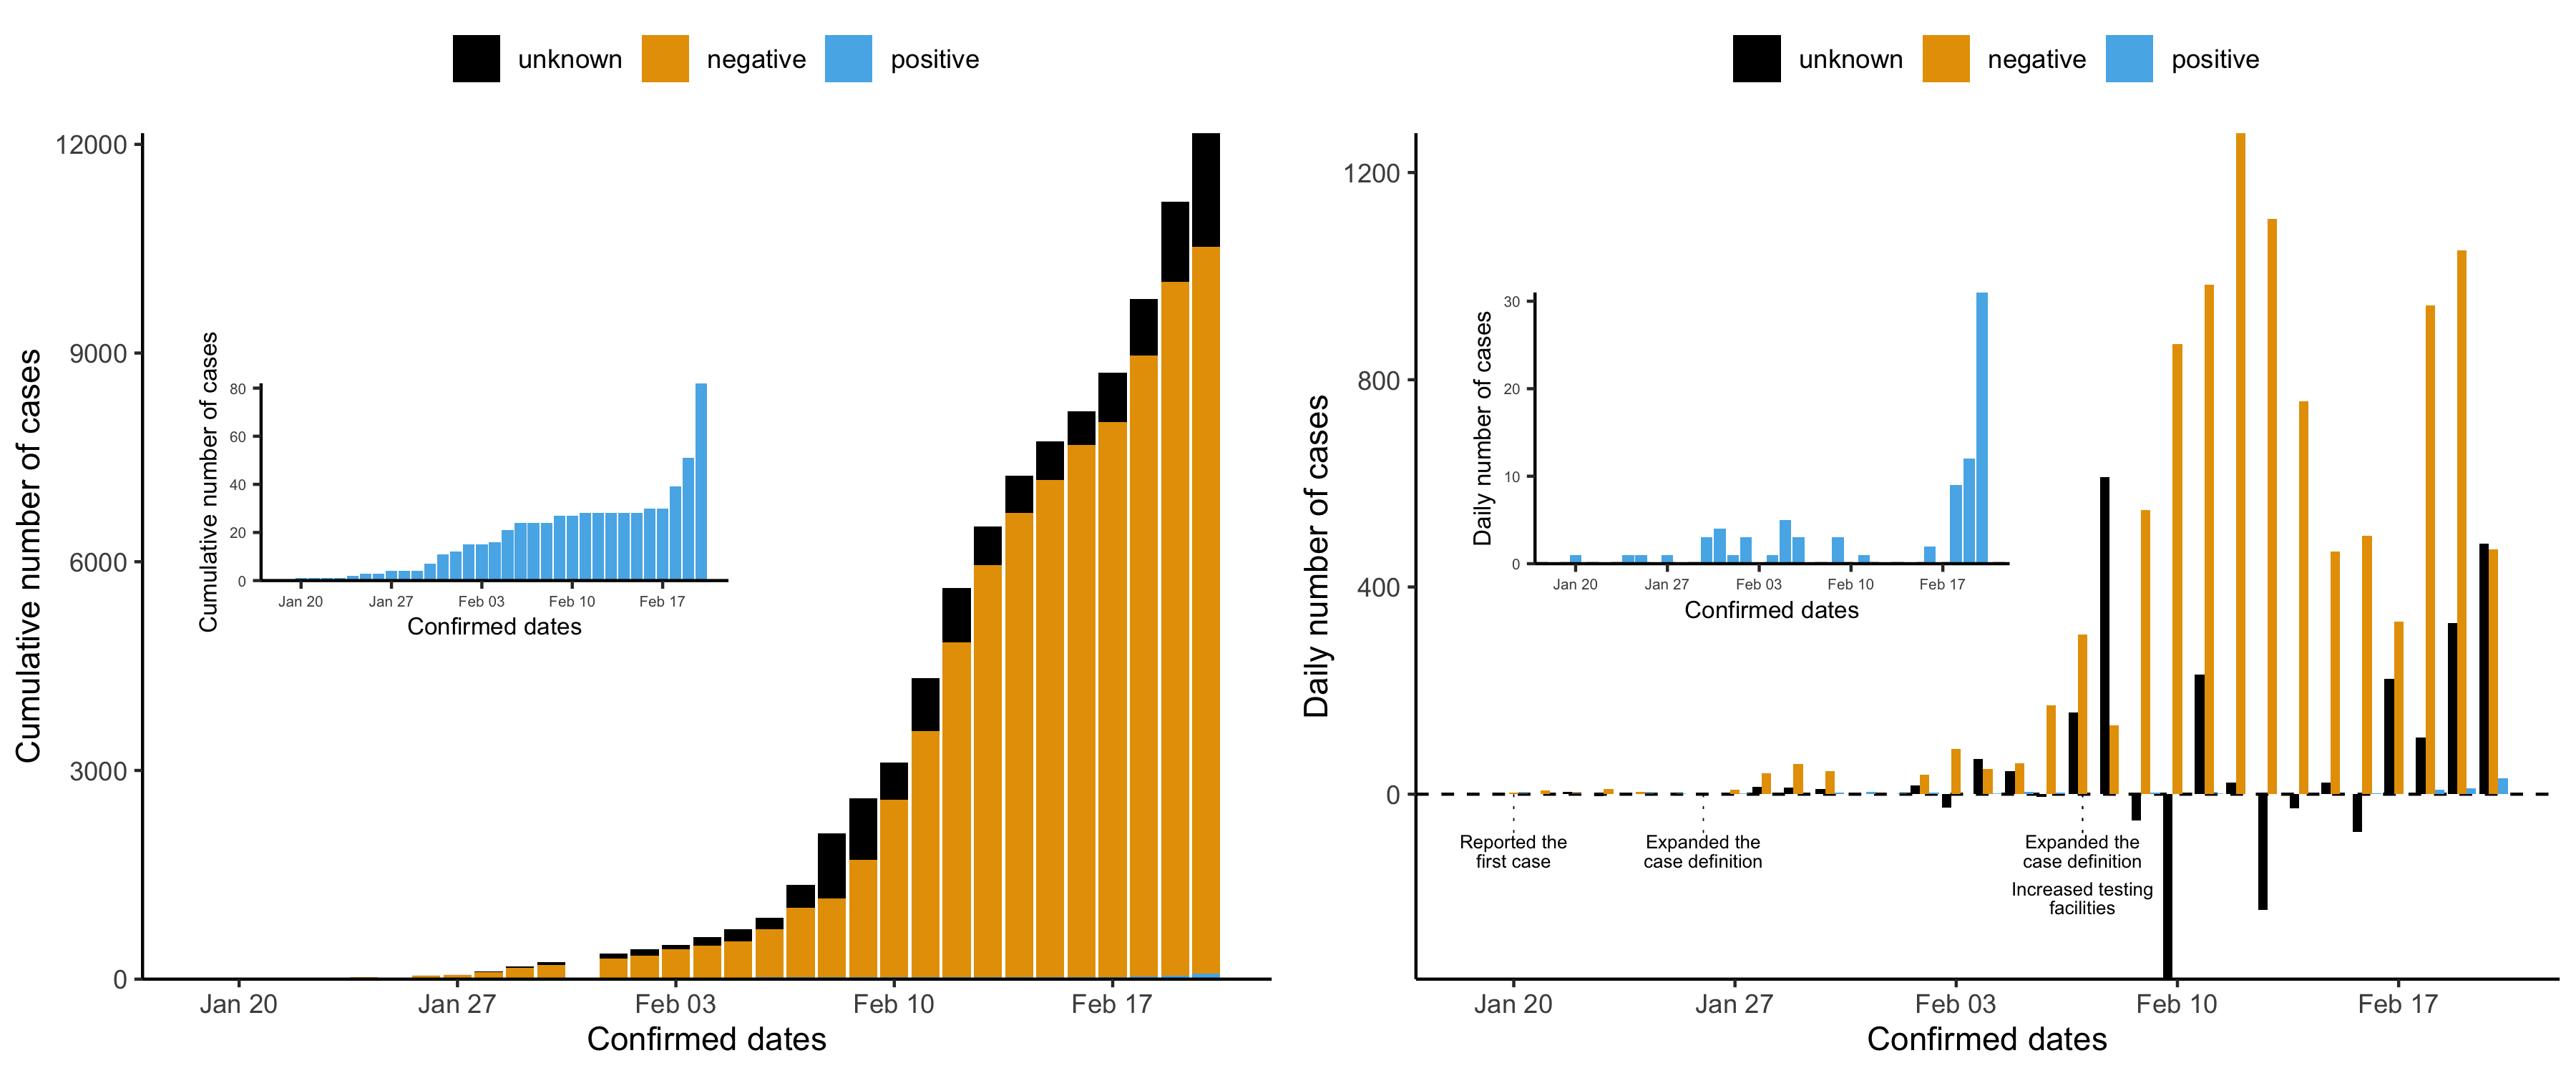 unknown negative positive
12000
9000
6000
3000
0
Cumulative number of cases
Jan 20 Jan 27 Feb 03 Feb 10 Feb 17
Confirmed dates
80
60
40
20
0
Cumulative number of cases
Jan 20 Jan 27 Feb 03 Feb 10 Feb 17
Confirmed dates
unknown negative positive
1200
800
400
0
Daily number of cases
30
20
10
0
Daily number of cases
Jan 20 Jan 27 Feb 03 Feb 10 Feb 17
Confirmed dates
Reported the
first case
Expanded the
case definition
Expanded the
case definition
Increased testing
facilities
Jan 20 Jan 27 Feb 03 Feb 10 Feb 17
Confirmed dates